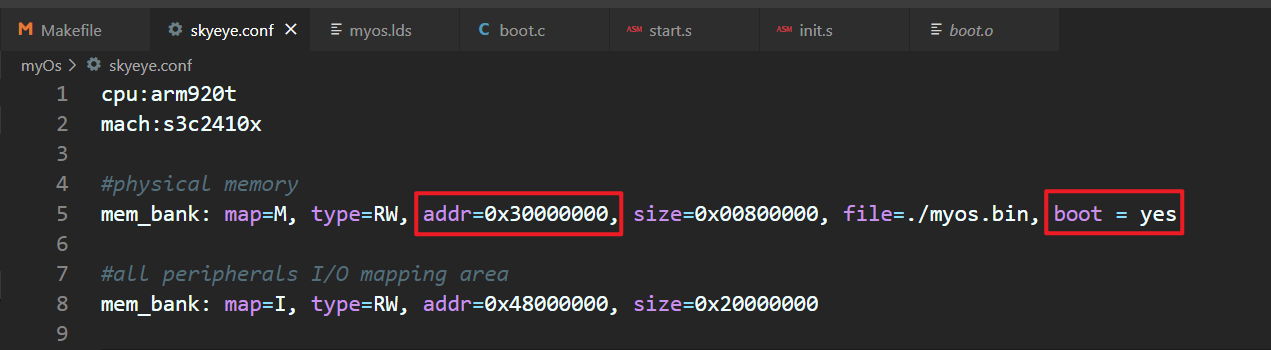 Makefile skyeye.conf myos.lds boot.c start.s init.s boot.o
myOs > skyeye.conf
1 cpu:arm920t
2 mach:s3c2410x
3
4 #physical memory
5 mem_bank: map=M, type=RW, addr=0x30000000, size=0x00800000, file=./myos.bin, boot = yes
6
7 #all peripherals I/O mapping area
8 mem_bank: map=I, type=RW, addr=0x48000000, size=0x20000000
9